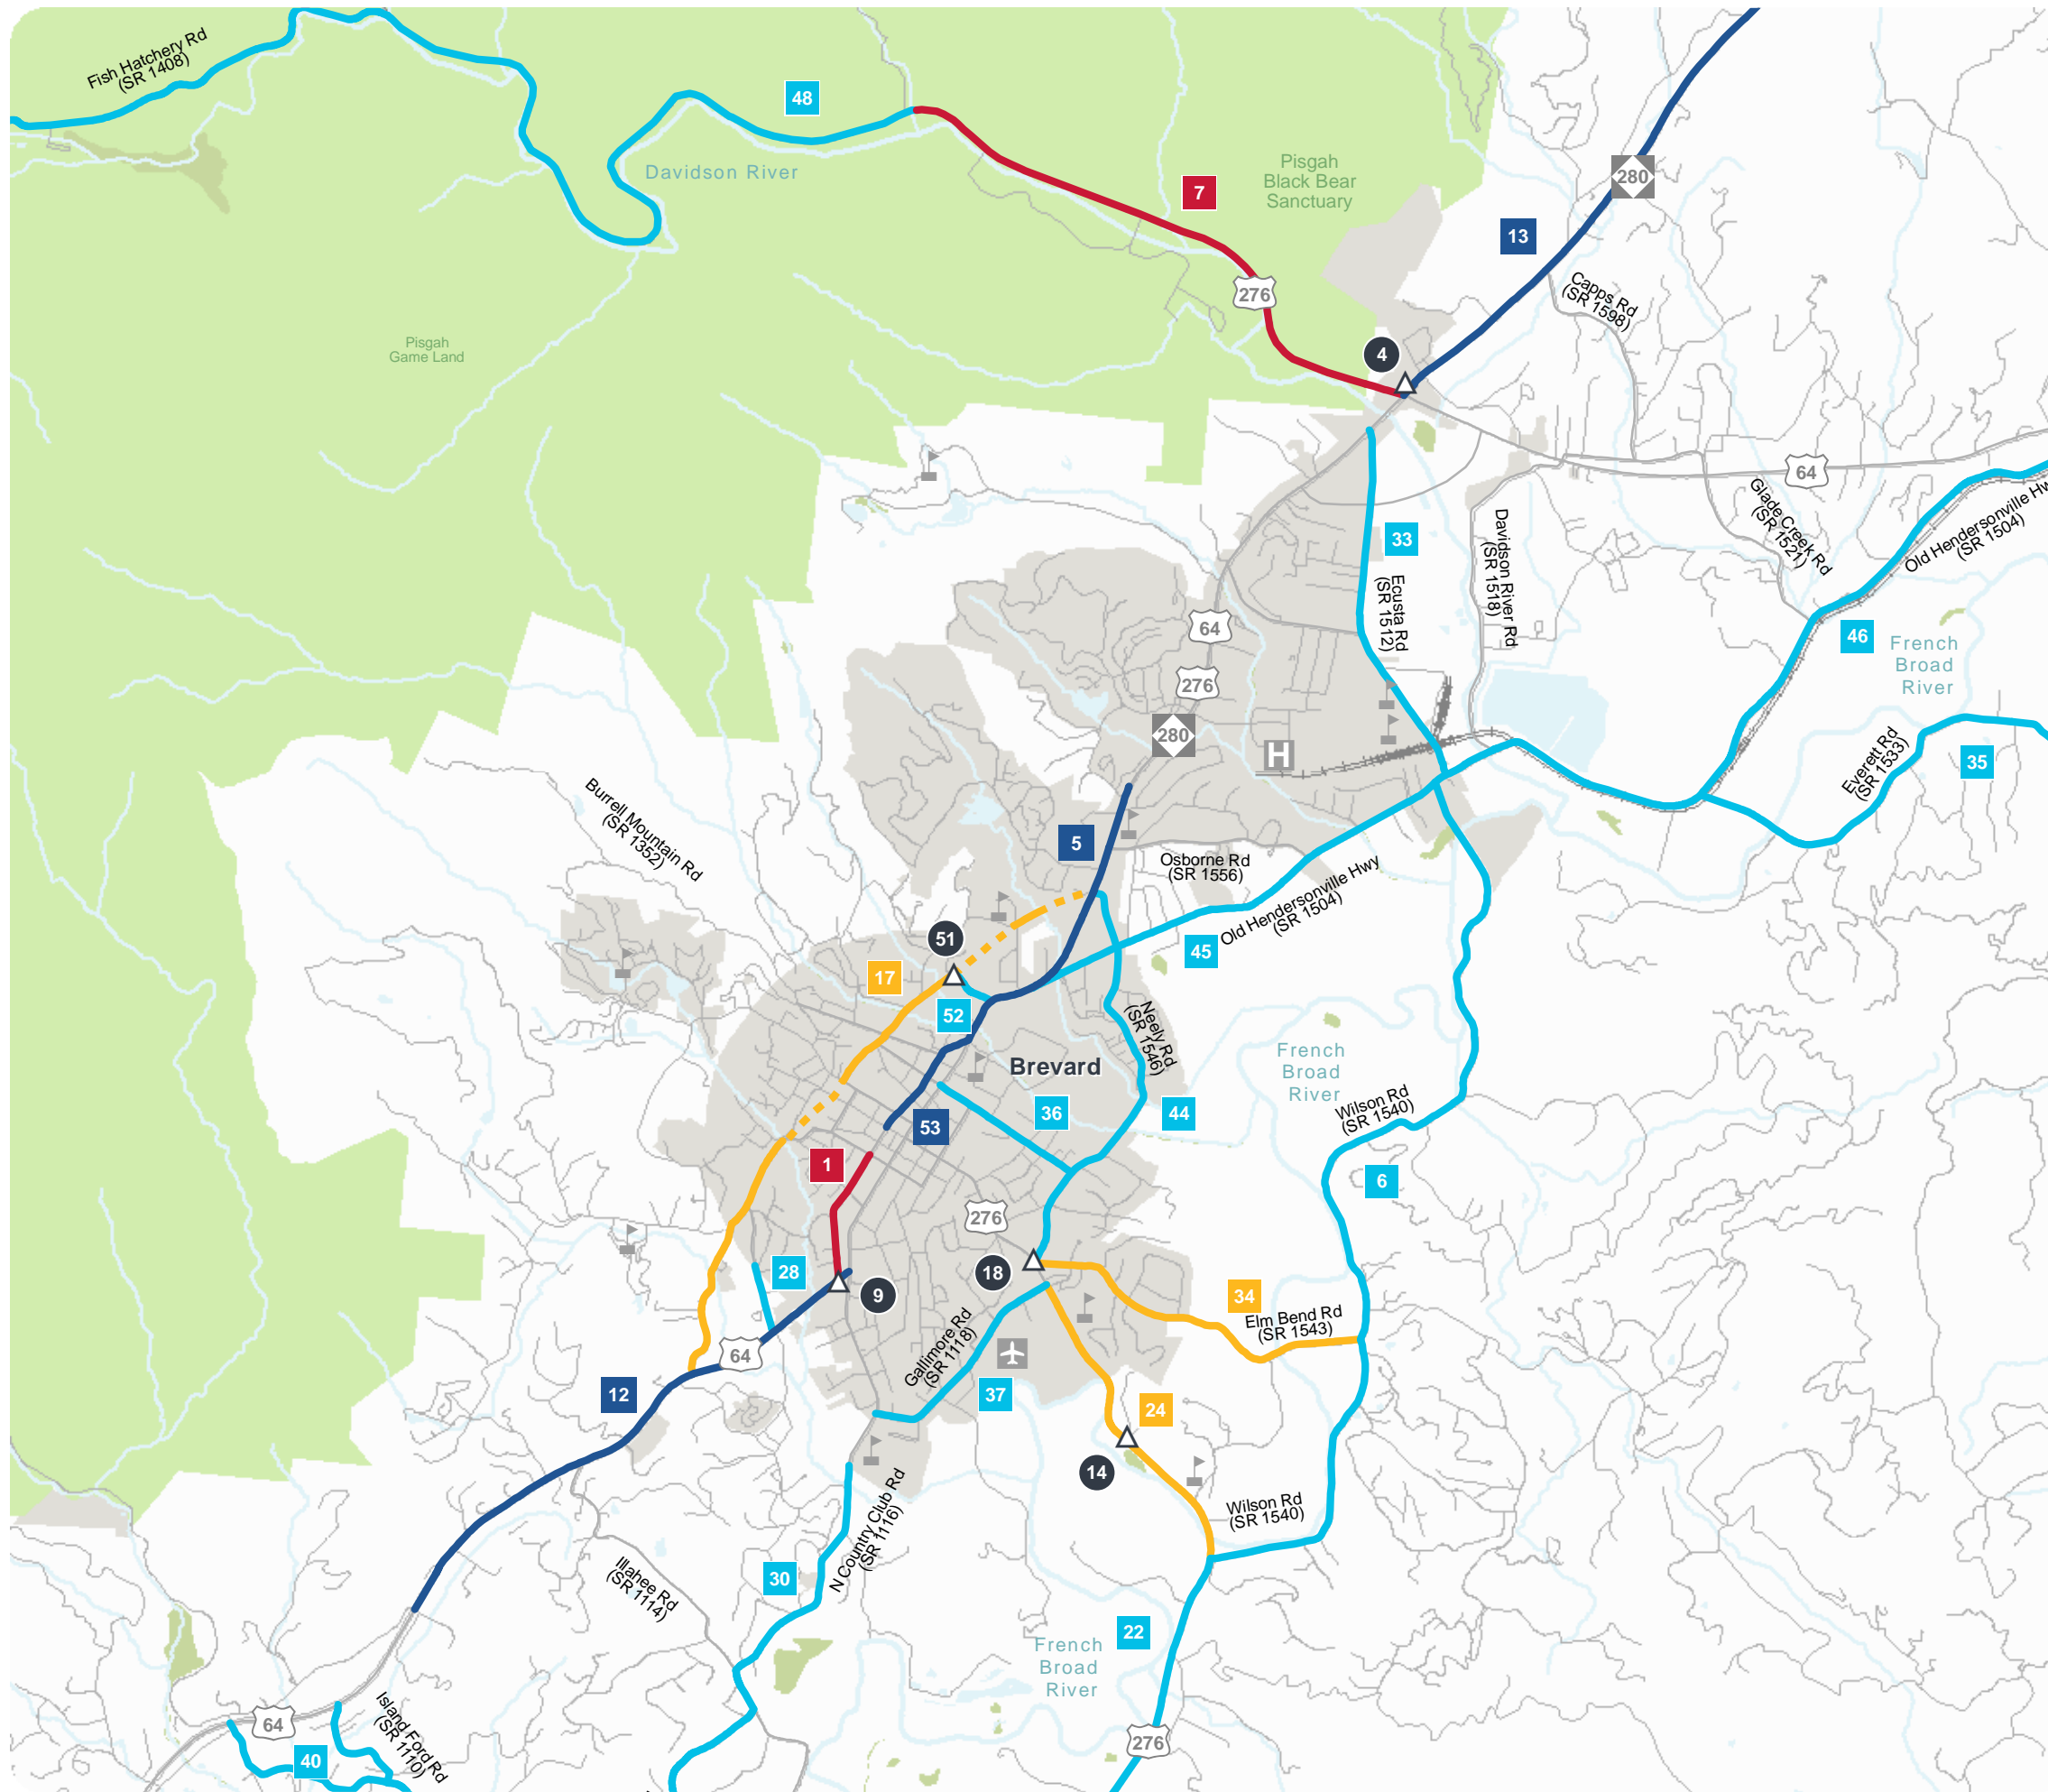 Fish Hatchery Rd
(SR 1408)
48
Davidson River
7
Pisgah
Black Bear
Sanctuary
280
13
276
Capps Rd
(SR 1598)
Pisgah
Game Land
4
64
Glade Creek Rd
(SR 1521)
Old Hendersonville Hw
(SR 1504)
33
Davidson River Rd
(SR 1518)
Ecusta Rd
(SR 1512)
64
46
French
Broad
River
276
280
H
Everett Rd
(SR 1533)
35
Burrell Mountain Rd
(SR 1352)
5
Osborne Rd
(SR 1556)
Old Hendersonville Hwy
(SR 1504)
51
45
17
52
Neely Rd
(SR 1546)
Brevard
French
Broad
River
36
44
53
Wilson Rd
(SR 1540)
1
6
276
28
18
9
34
Elm Bend Rd
(SR 1543)
Gallimore Rd
(SR 1118)
64
12
37
24
14
N Country Club Rd
(SR 1116)
Wilson Rd
(SR 1540)
Illahee Rd
(SR 1114)
30
22
French
Broad
River
Island Ford Rd
(SR 1110)
64
276
40